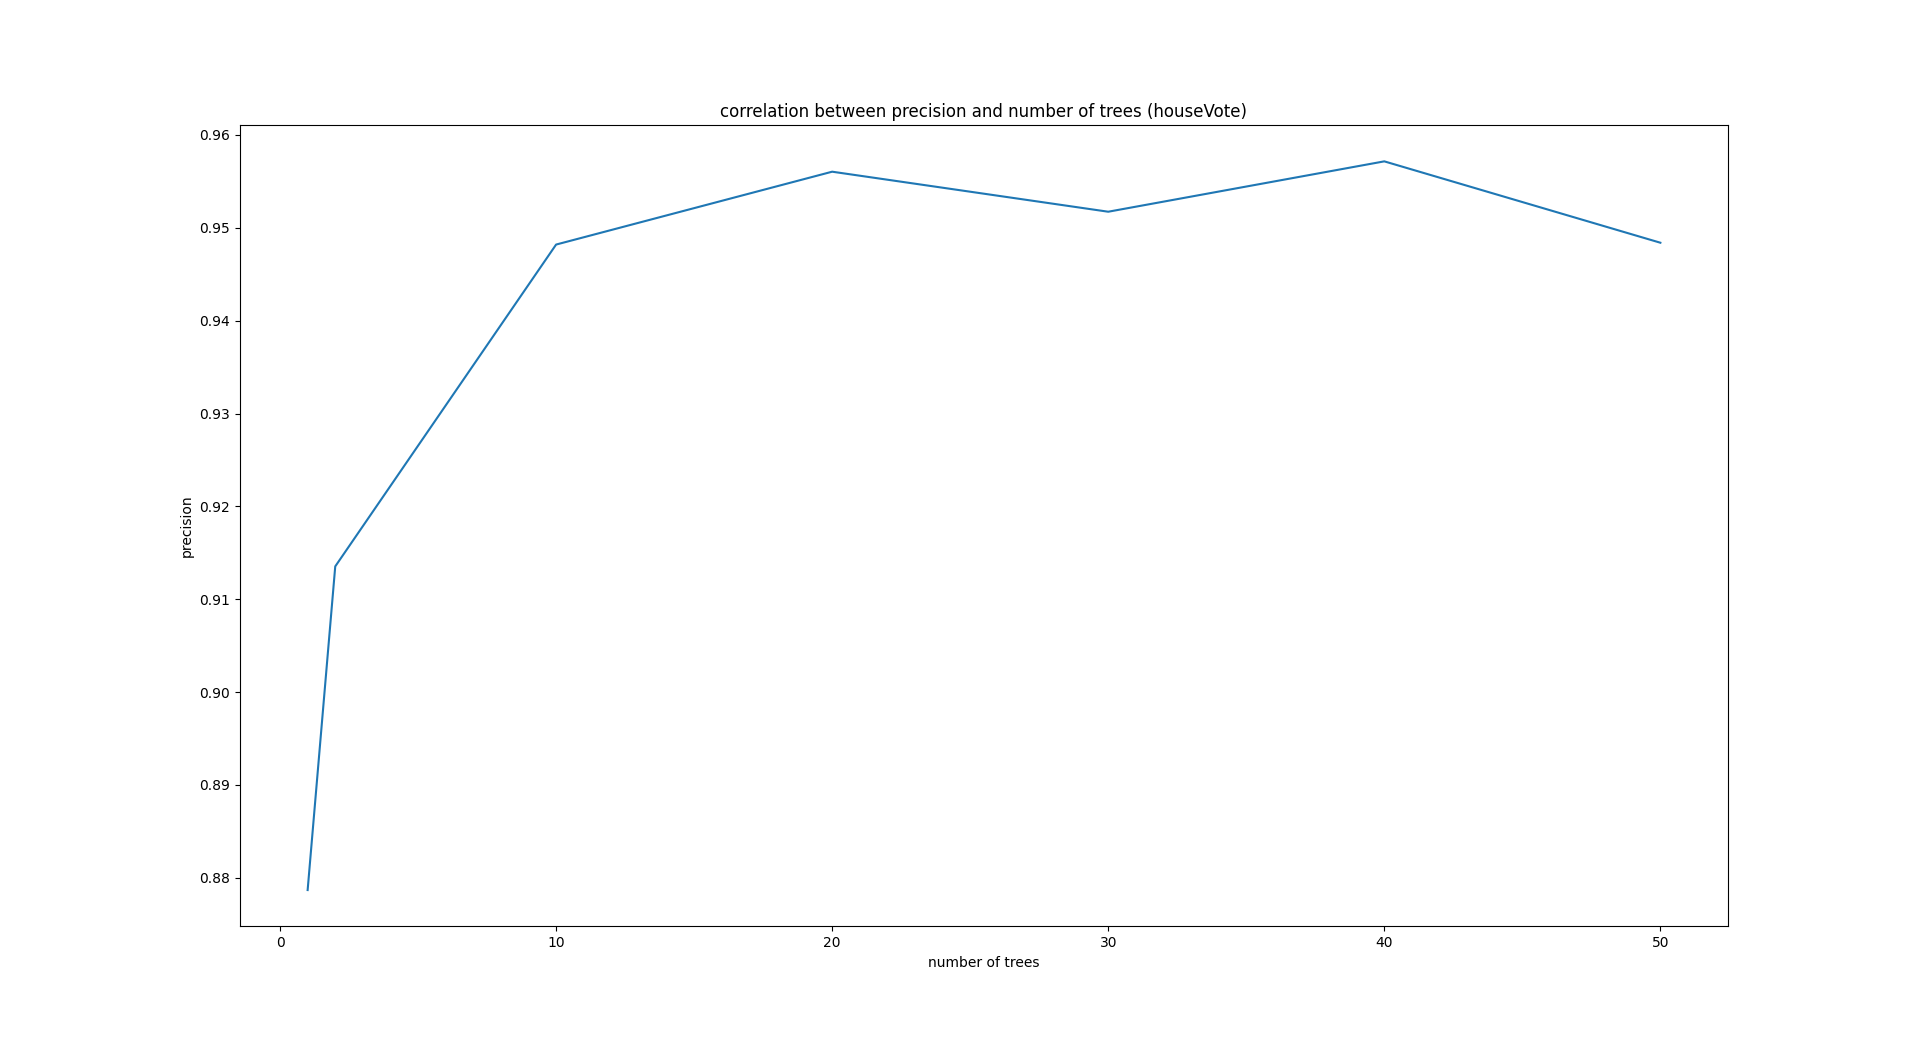 correlation between precision and number of trees (houseVote)
0.96
0.95
0.94
0.93
0.92
0.91
0.90
0.89
0.88
precision
0 10 20 30 40 50
number of trees